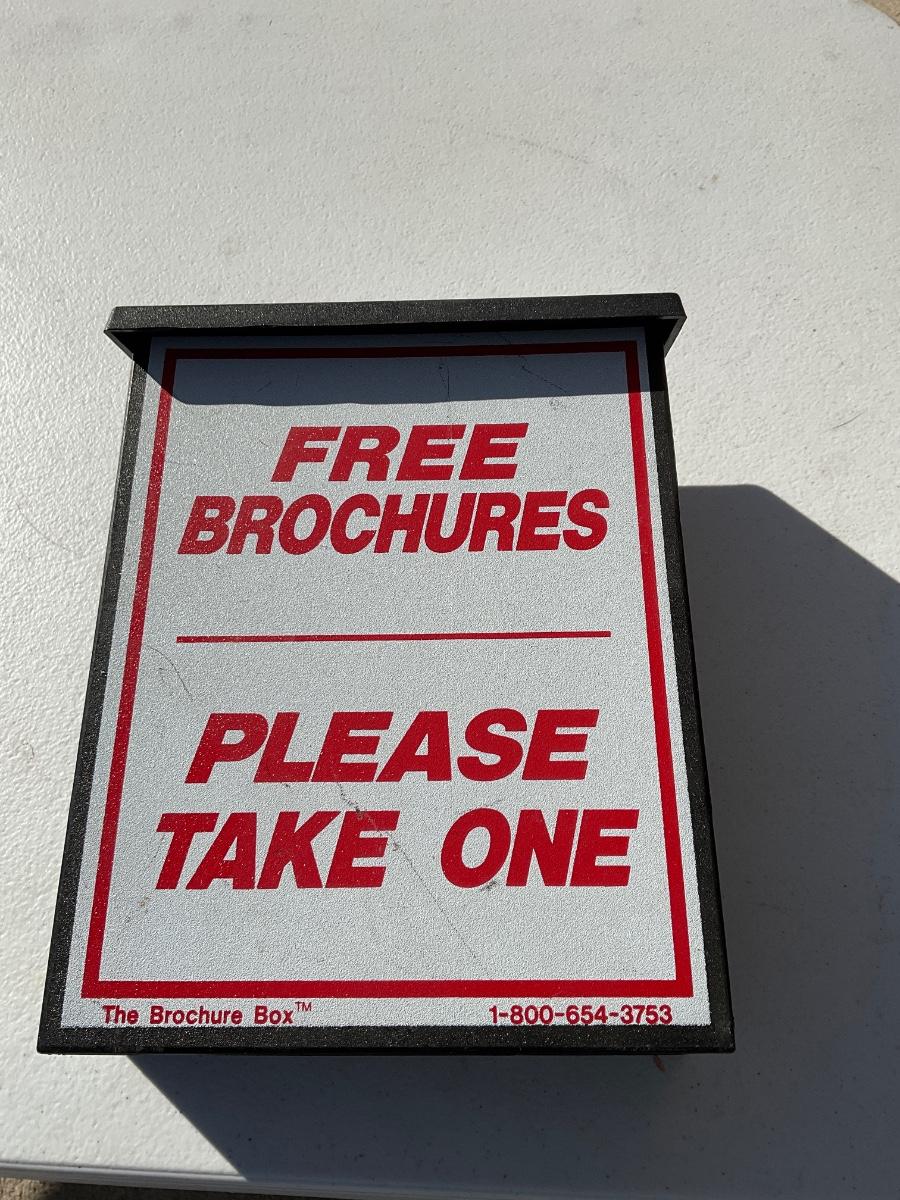 FREE
BROCHURES
PLEASE
TAKE ONE
The Brochure Box™
1-800-654-3753